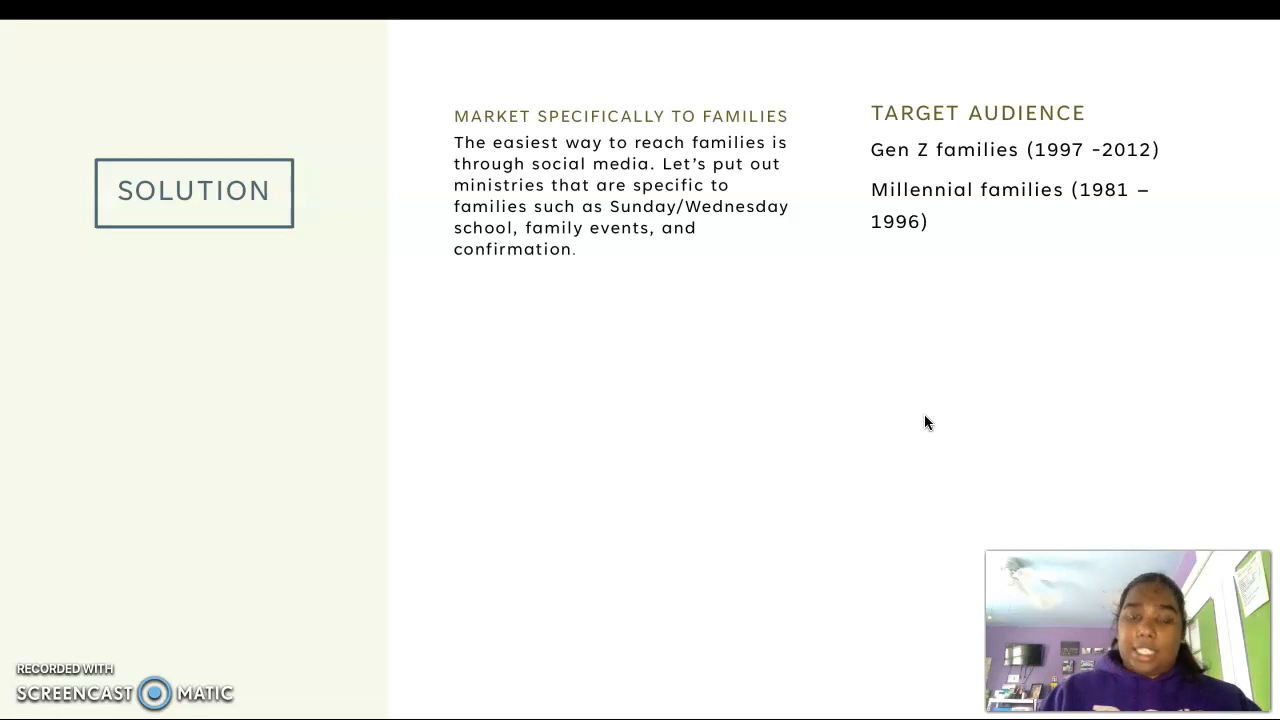 SOLUTION
MARKET SPECIFICALLY TO FAMILIES
The easiest way to reach families is
through social media. Let’s put out
ministries that are specific to
families such as Sunday/Wednesday
school, family events, and
confirmation.
TARGET AUDIENCE
Gen Z families (1997 -2012)
Millennial families (1981 –
1996)
RECORDED WITH
SCREENCAST MATIC